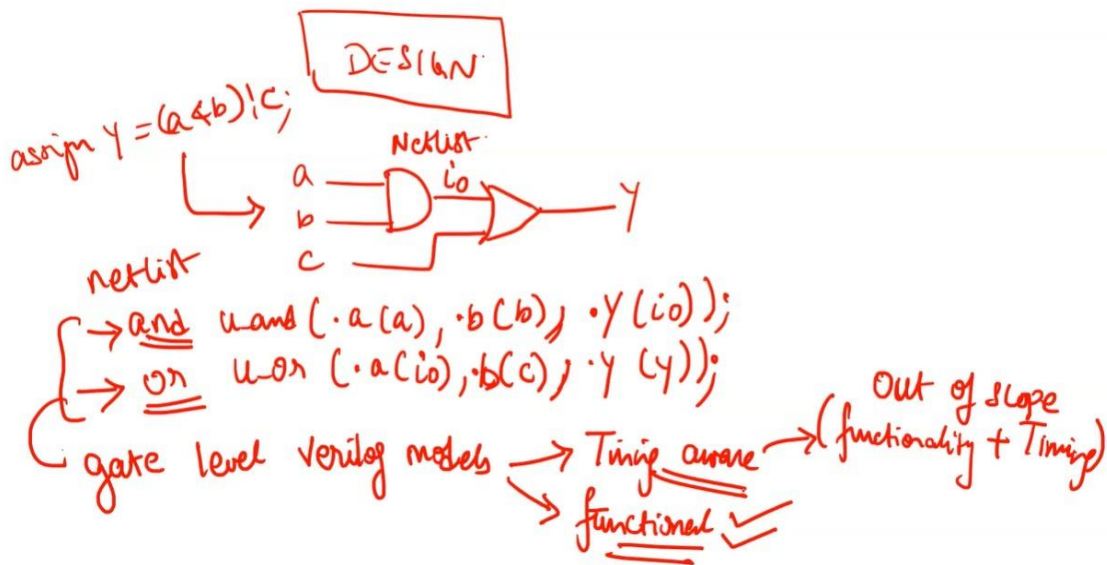 DESIGN
assign Y = (a&b)|C;
Netlist
a
i0
b
Y
C
netlist
→ and u_and (.a(a), .b(b), .Y(i0));
→ or u_or (.a(i0), .b(c), .Y(y));
Out of scope
gate level verilog models → Timing aware → (functionality + Timing)
→ functional ✓✓